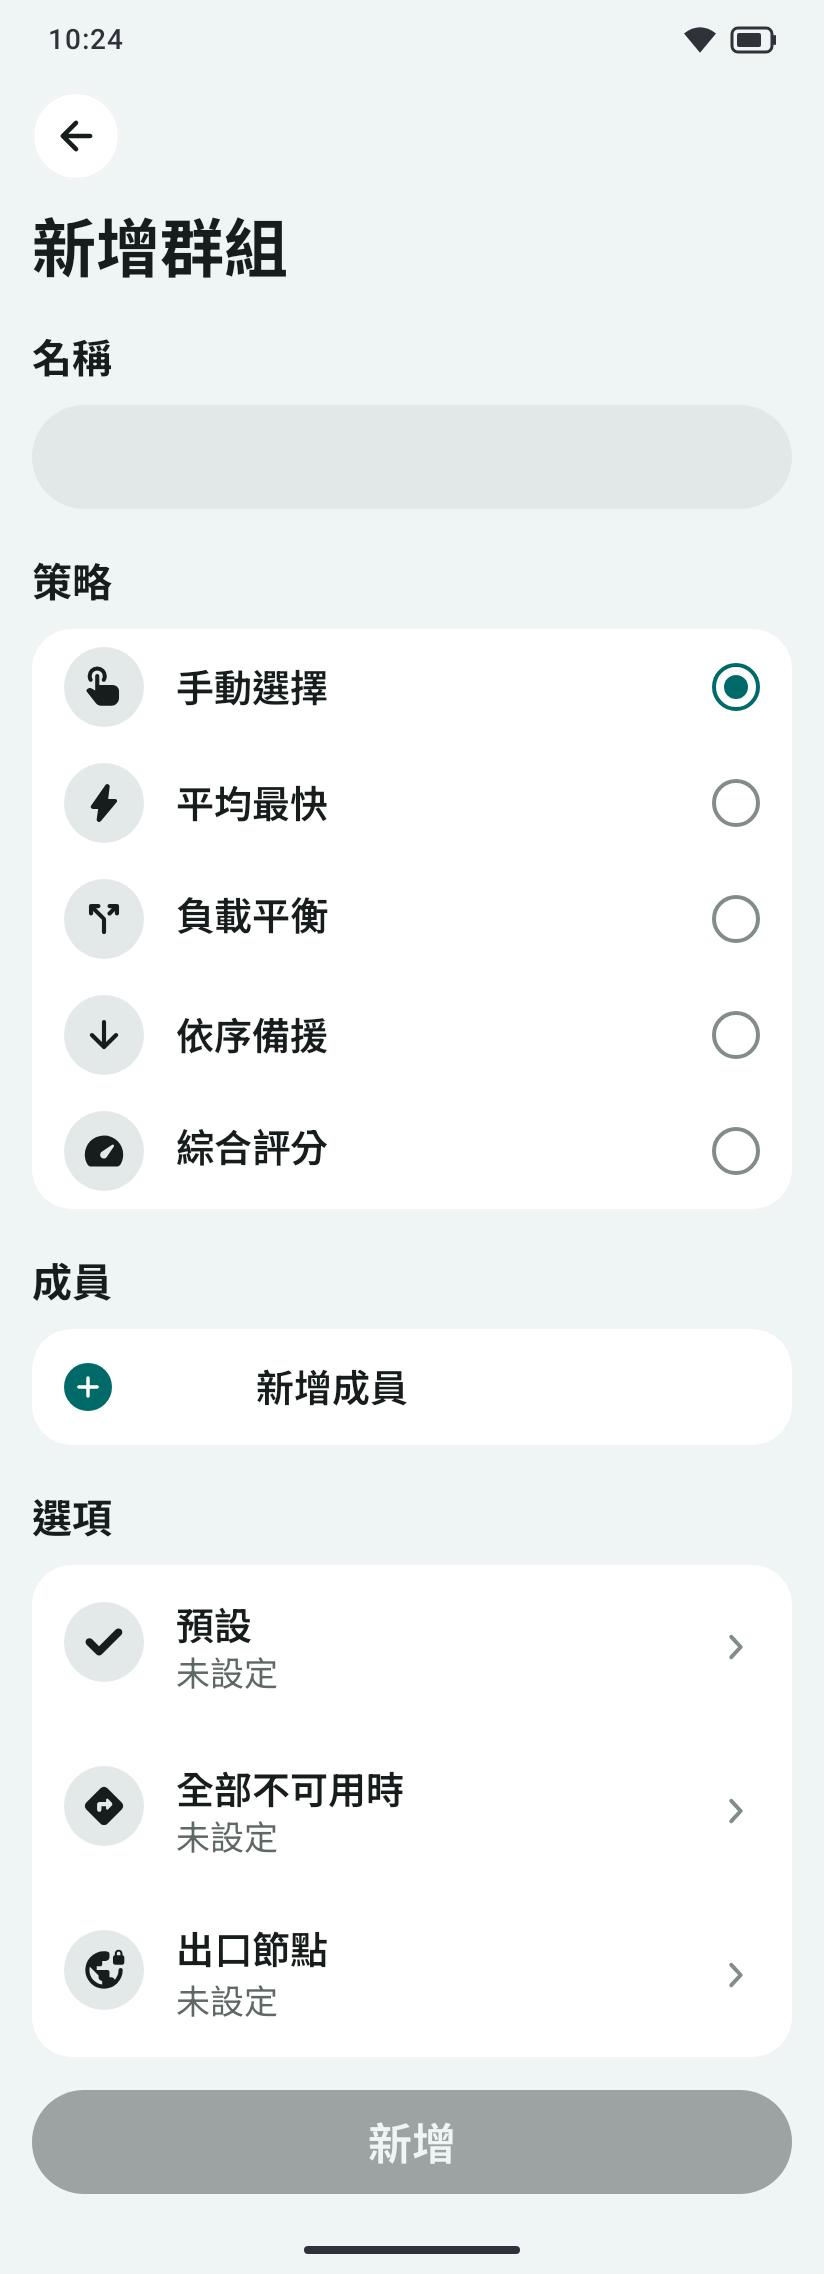 10:24
新增群組
名稱
策略
手動選擇
平均最快
負載平衡
依序備援
綜合評分
成員
新增成員
選項
預設
未設定
全部不可用時
未設定
出口節點
未設定
新增